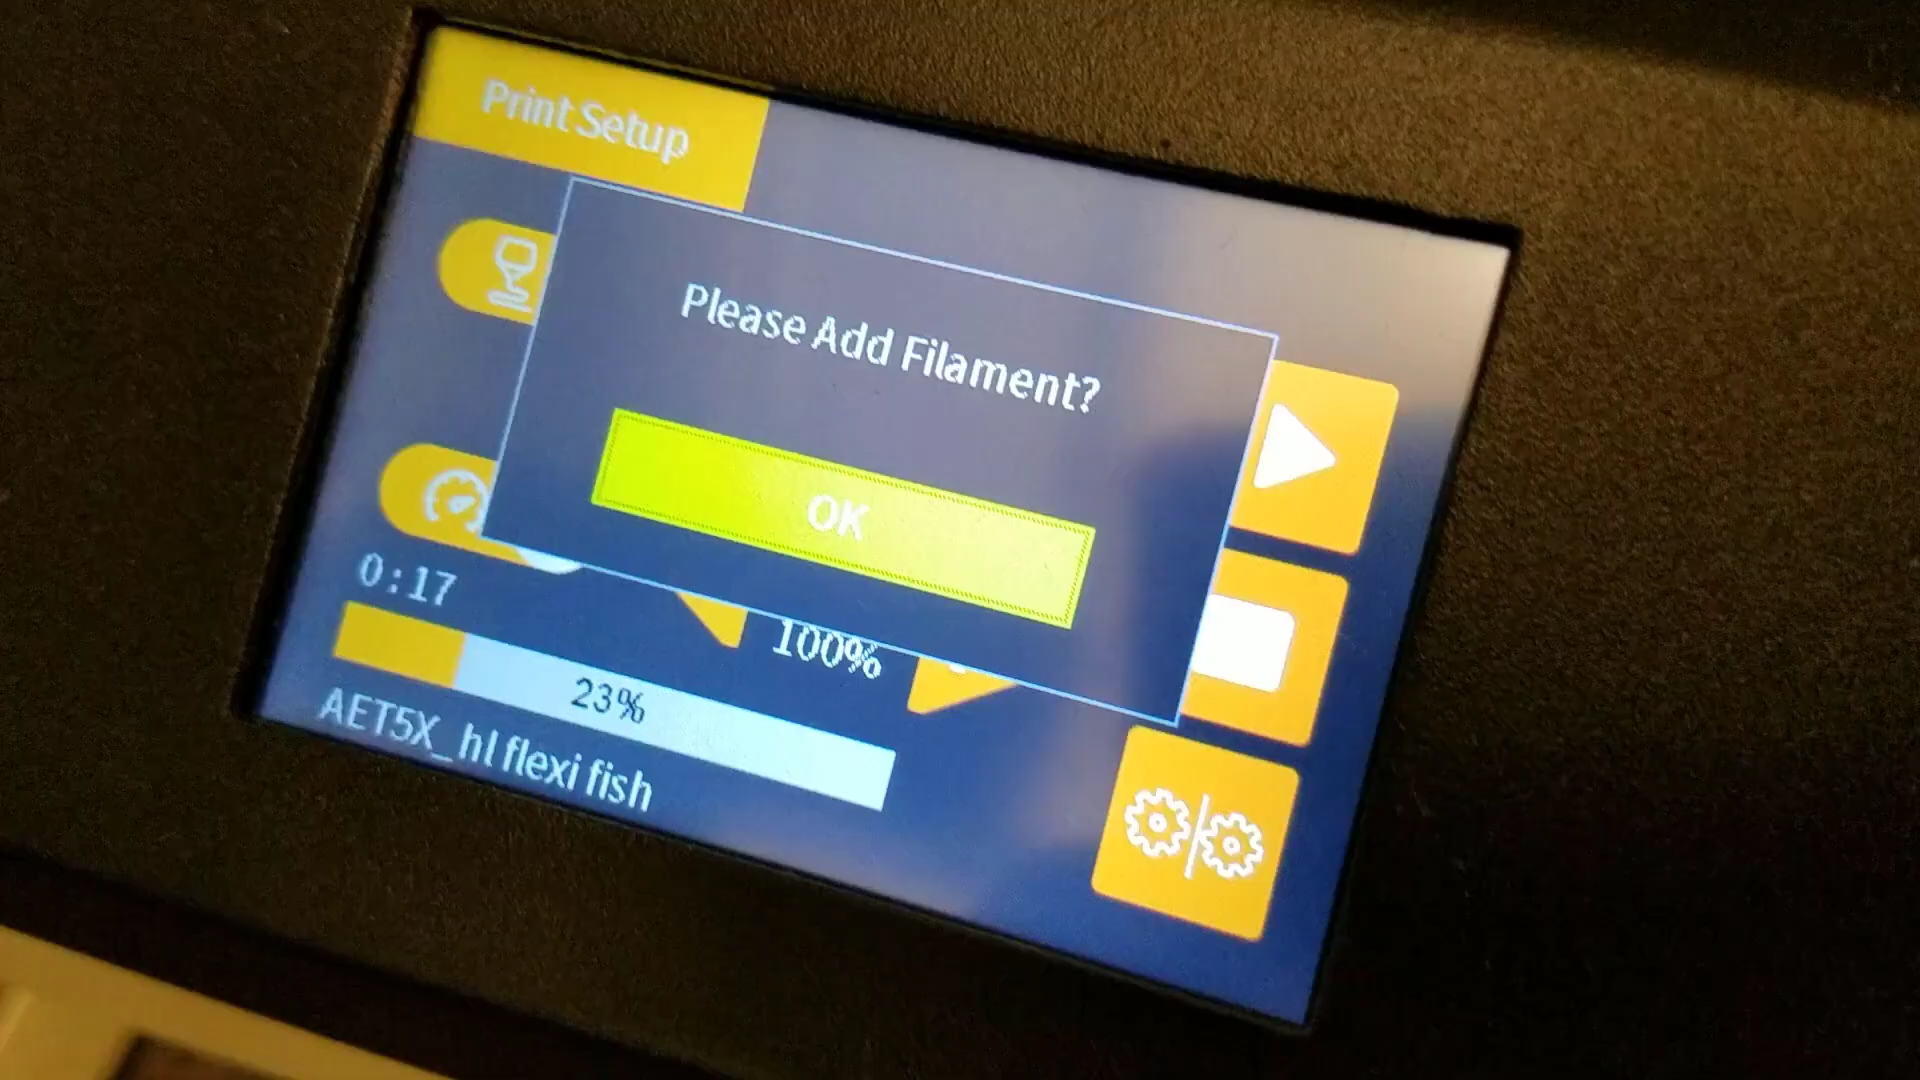 Print Setup
Please Add Filament?
OK
0:17
100%
23%
AET5X_hl flexi fish